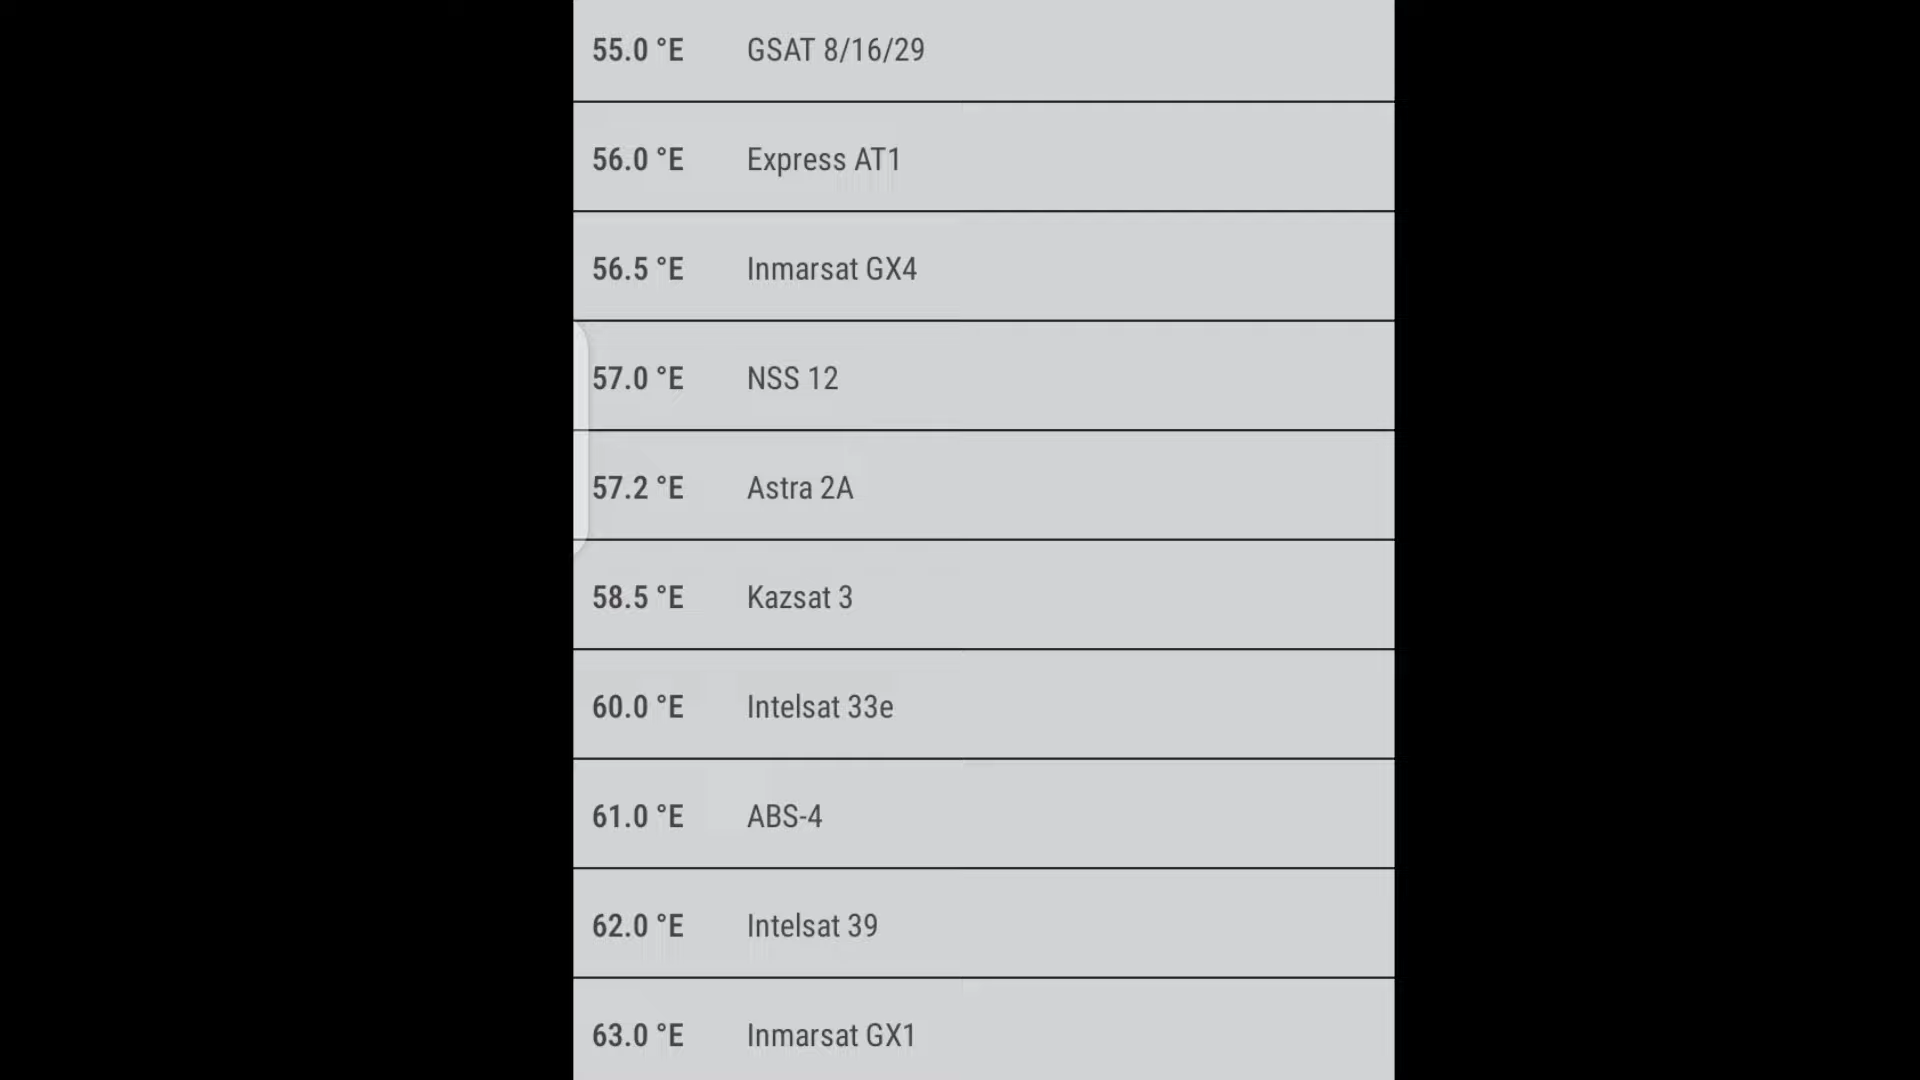 55.0 °E GSAT 8/16/29
56.0 °E Express AT1
56.5 °E Inmarsat GX4
57.0 °E NSS 12
57.2 °E Astra 2A
58.5 °E Kazsat 3
60.0 °E Intelsat 33e
61.0 °E ABS-4
62.0 °E Intelsat 39
63.0 °E Inmarsat GX1